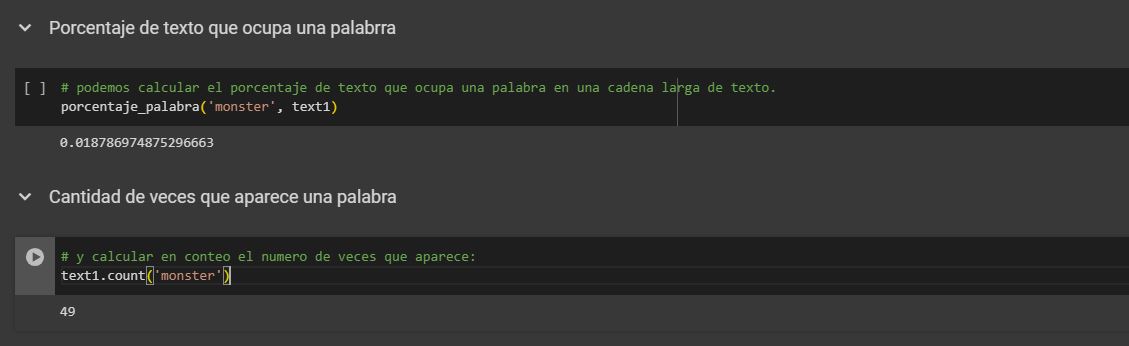 Porcentaje de texto que ocupa una palabrra
[ ] # podemos calcular el porcentaje de texto que ocupa una palabra en una cadena larga de texto.
porcentaje_palabra('monster', text1)
0.018786974875296663
Cantidad de veces que aparece una palabra
# y calcular en conteo el numero de veces que aparece:
text1.count('monster')
49